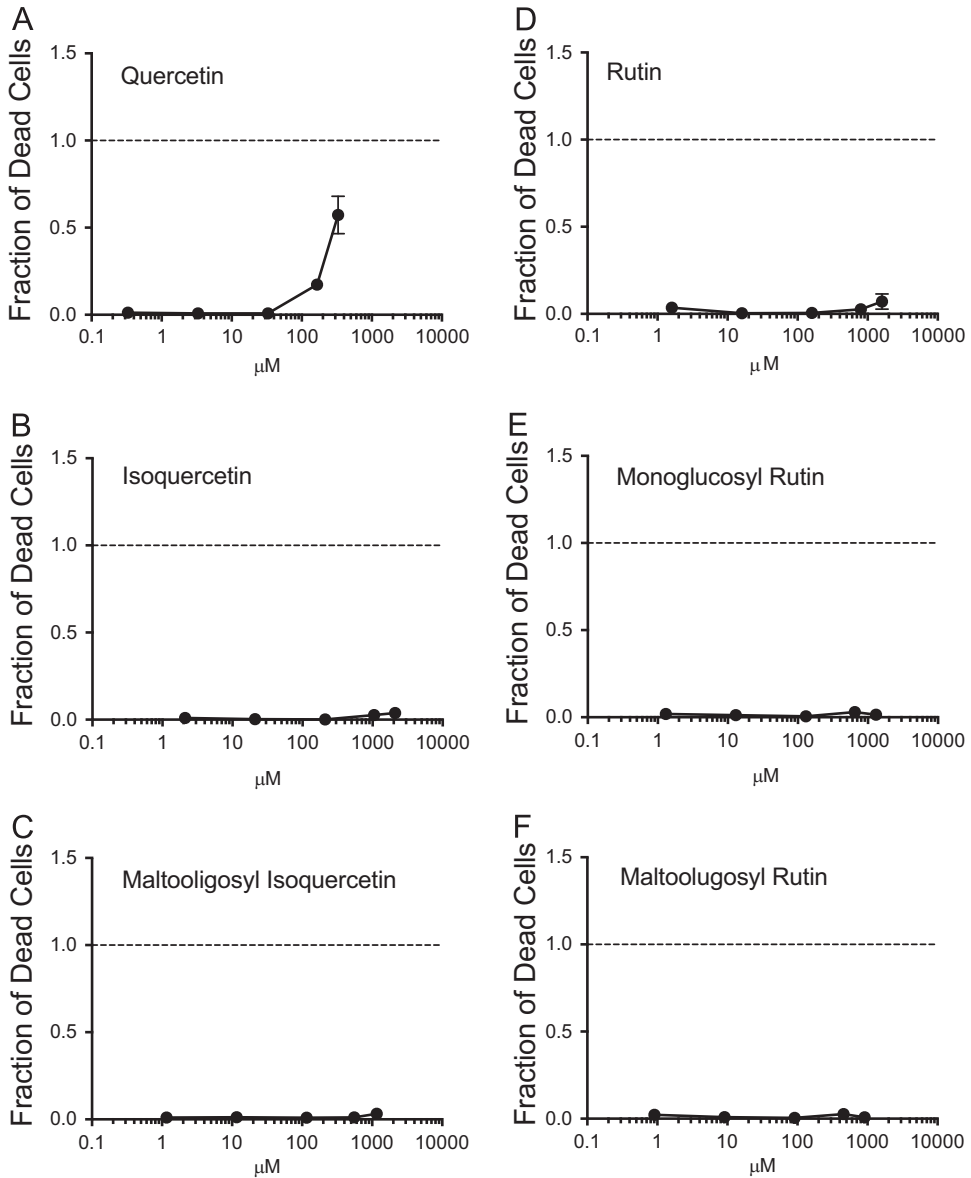 A
Fraction of Dead Cells
1.5
1.0
0.5
0.0
Quercetin
0.1 1 10 100 1000 10000
μM
D
Fraction of Dead Cells
1.5
1.0
0.5
0.0
Rutin
0.1 1 10 100 1000 10000
μM
B
Fraction of Dead Cells
1.5
1.0
0.5
0.0
Isoquercetin
0.1 1 10 100 1000 10000
μM
E
Fraction of Dead Cells
1.5
1.0
0.5
0.0
Monoglucosyl Rutin
0.1 1 10 100 1000 10000
μM
C
Fraction of Dead Cells
1.5
1.0
0.5
0.0
Maltooligosyl Isoquercetin
0.1 1 10 100 1000 10000
μM
F
Fraction of Dead Cells
1.5
1.0
0.5
0.0
Maltoolugosyl Rutin
0.1 1 10 100 1000 10000
μM